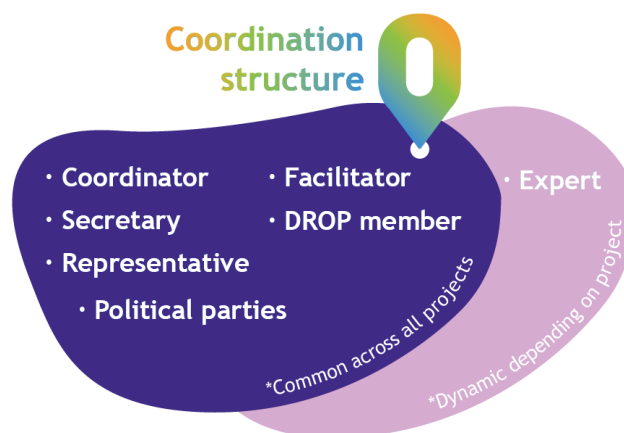 Coordination
structure
· Coordinator
· Secretary
· Representative
· Political parties
· Facilitator
· DROP member
*Common across all projects
· Expert
*Dynamic depending on project